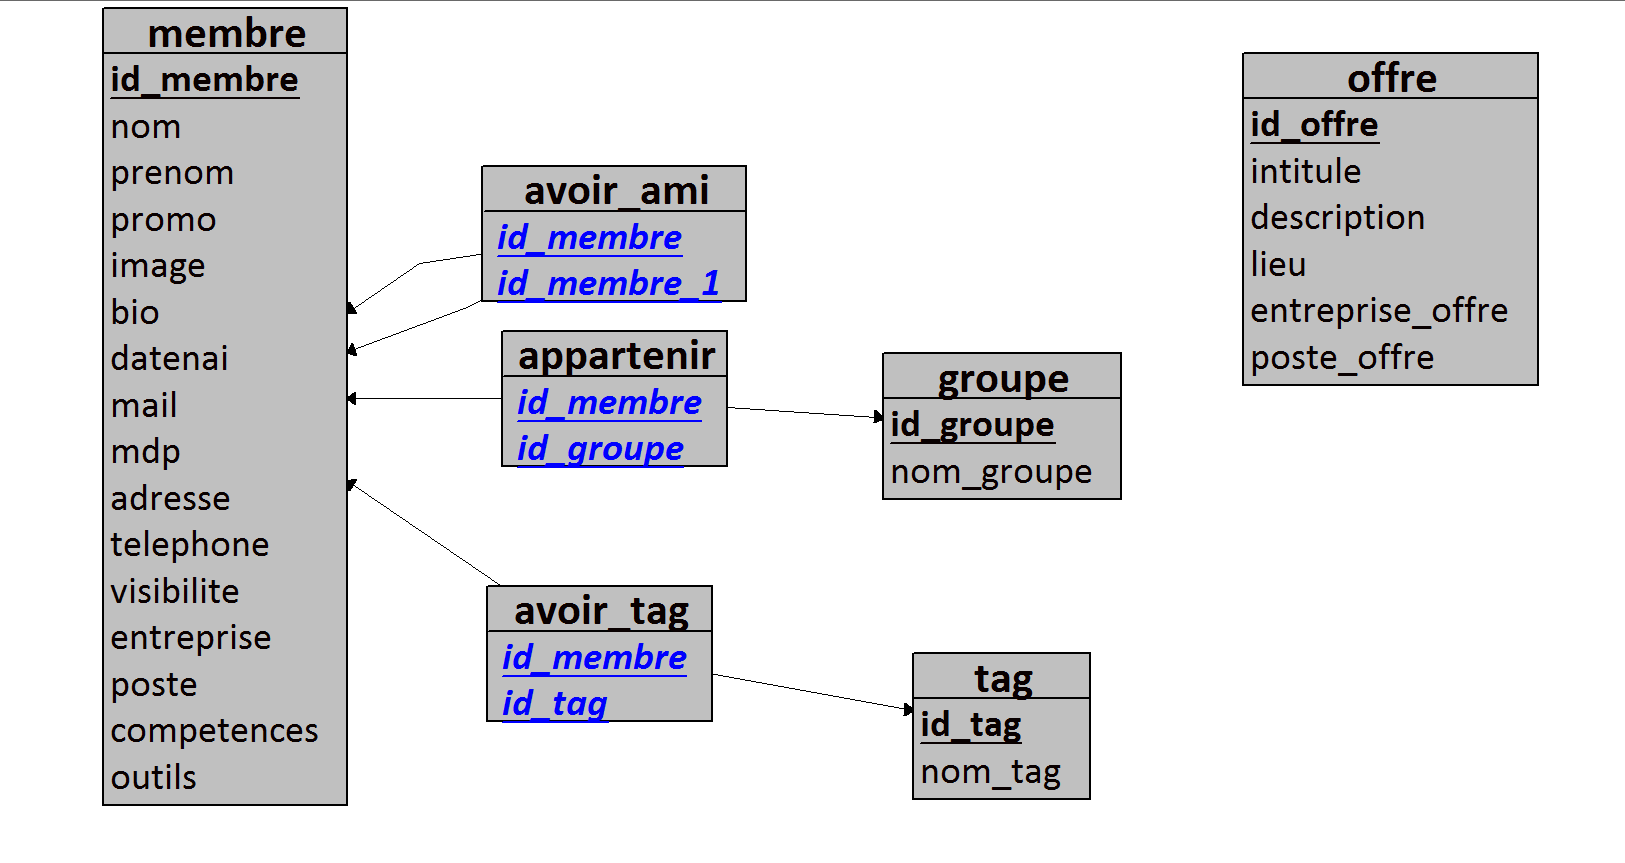 membre
id_membre
nom
prenom
promo
image
bio
datenai
mail
mdp
adresse
telephone
visibilite
entreprise
poste
competences
outils
avoir_ami
id_membre
id_membre_1
appartenir
id_membre
id_groupe
avoir_tag
id_membre
id_tag
groupe
id_groupe
nom_groupe
tag
id_tag
nom_tag
offre
id_offre
intitule
description
lieu
entreprise_offre
poste_offre